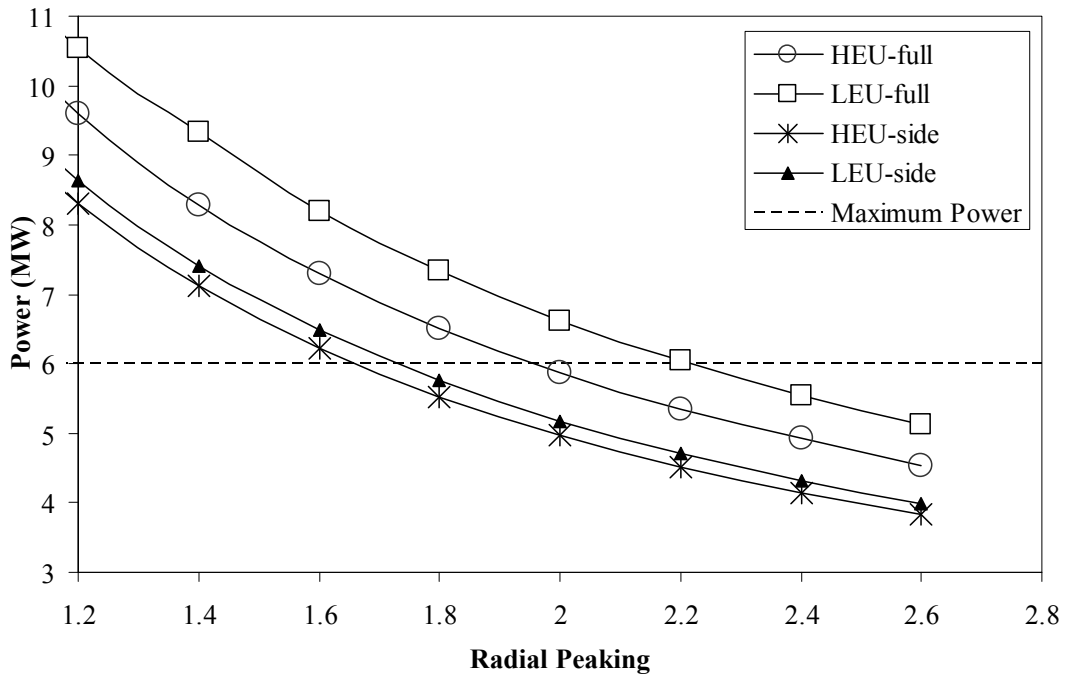 11
10
9
8
7
6
5
4
3
Power (MW)
HEU-full
LEU-full
HEU-side
LEU-side
Maximum Power
1.2 1.4 1.6 1.8 2 2.2 2.4 2.6 2.8
Radial Peaking